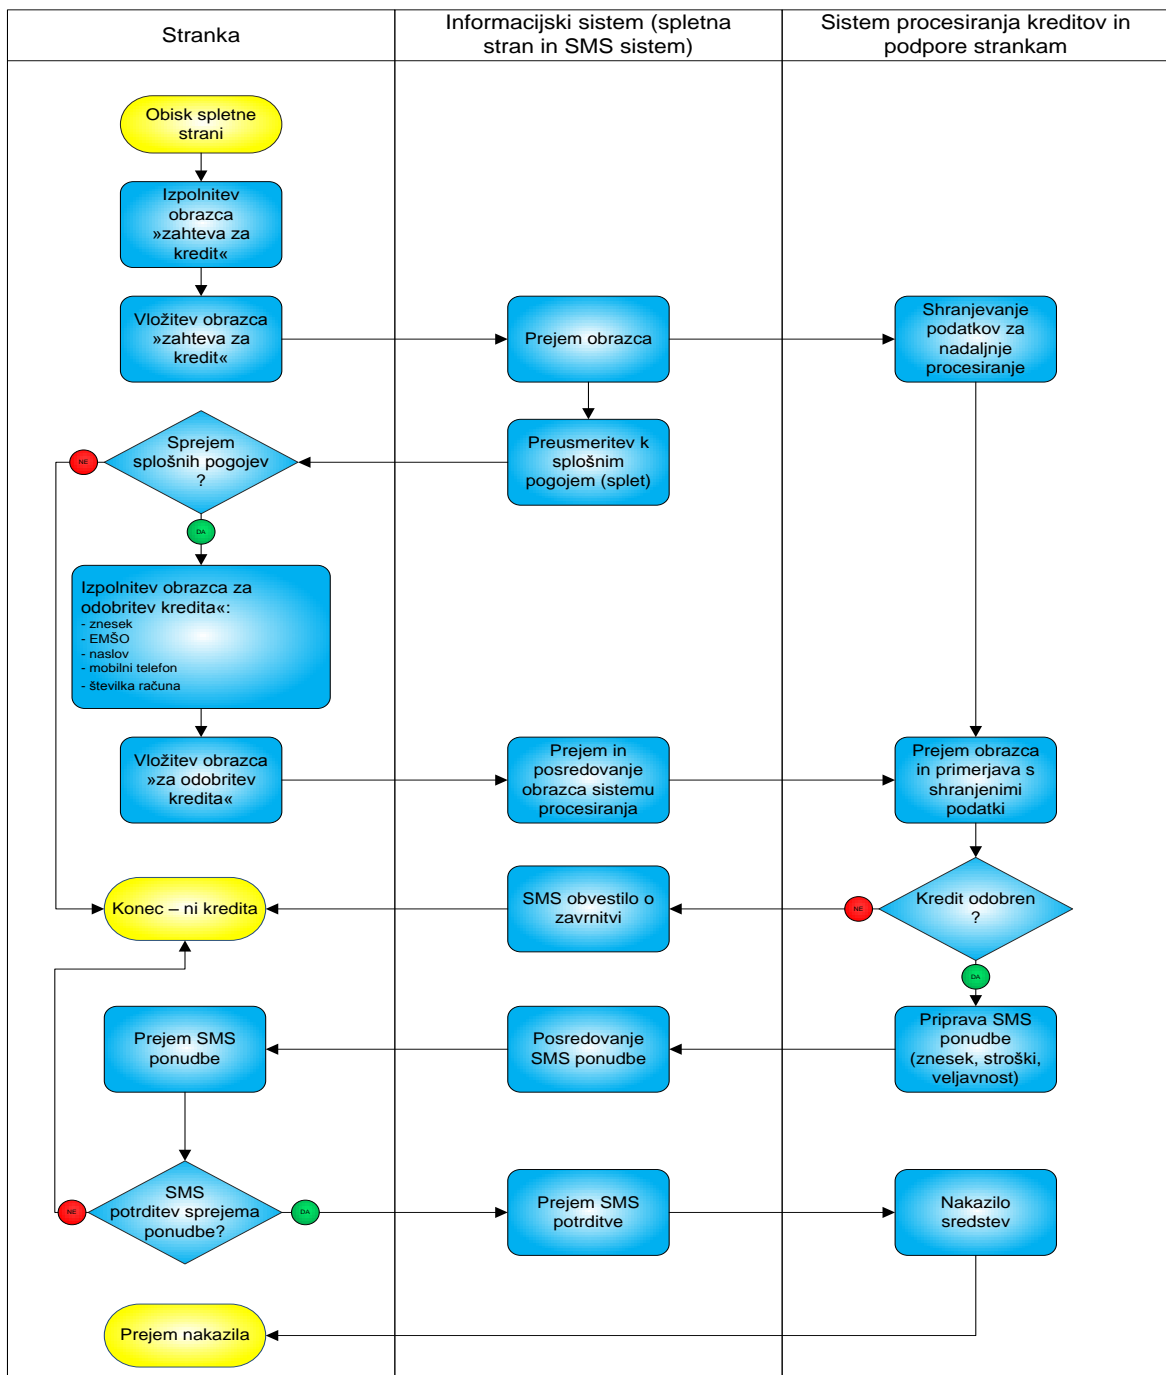 Stranka
Informacijski sistem (spletna
stran in SMS sistem)
Sistem procesiranja kreditov in
podpore strankam
Obisk spletne
strani
Izpolnitev
obrazca
»zahteva za
kredit«
Vložitev obrazca
»zahteva za
kredit«
Prejem obrazca
Shranjevanje
podatkov za
nadaljnje
procesiranje
Sprejem
splošnih pogojev
?
NE
DA
Preusmeritev k
splošnim
pogojem (splet)
Izpolnitev obrazca za
odobritev kredita«:
- znesek
- EMŠO
- naslov
- mobilni telefon
- številka računa
Vložitev obrazca
»za odobritev
kredita«
Prejem in
posredovanje
obrazca sistemu
procesiranja
Prejem obrazca
in primerjava s
shranjenimi
podatki
Konec – ni kredita
SMS obvestilo o
zavrnitvi
NE
Kredit odobren
?
DA
Prejem SMS
ponudbe
Posredovanje
SMS ponudbe
Priprava SMS
ponudbe
(znesek, stroški,
veljavnost)
NE
SMS
potrditev sprejema
ponudbe?
DA
Prejem SMS
potrditve
Nakazilo
sredstev
Prejem nakazila